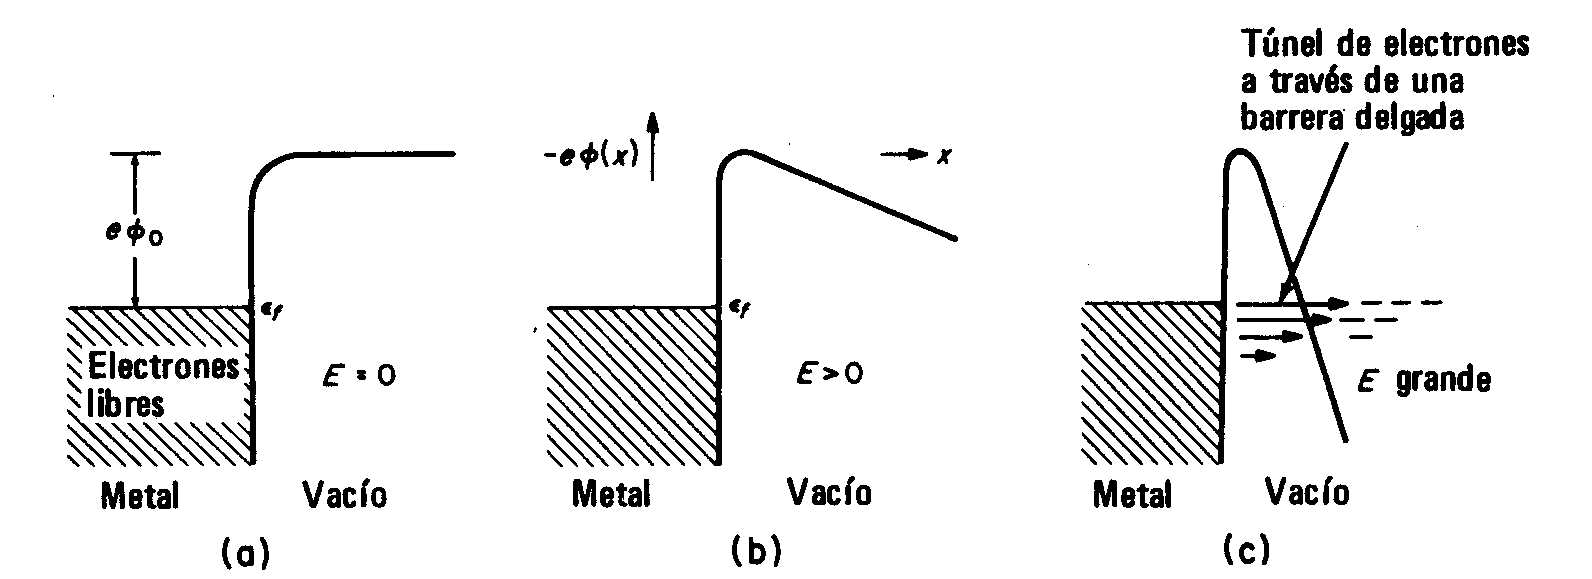 Túnel de electrones
a través de una
barrera delgada
eϕ₀
ϵf
Electrones
libres
E = 0
Metal
Vacío
(a)
-eϕ(x)
x
ϵf
E>0
Metal
Vacío
(b)
E grande
Metal
Vacío
(c)